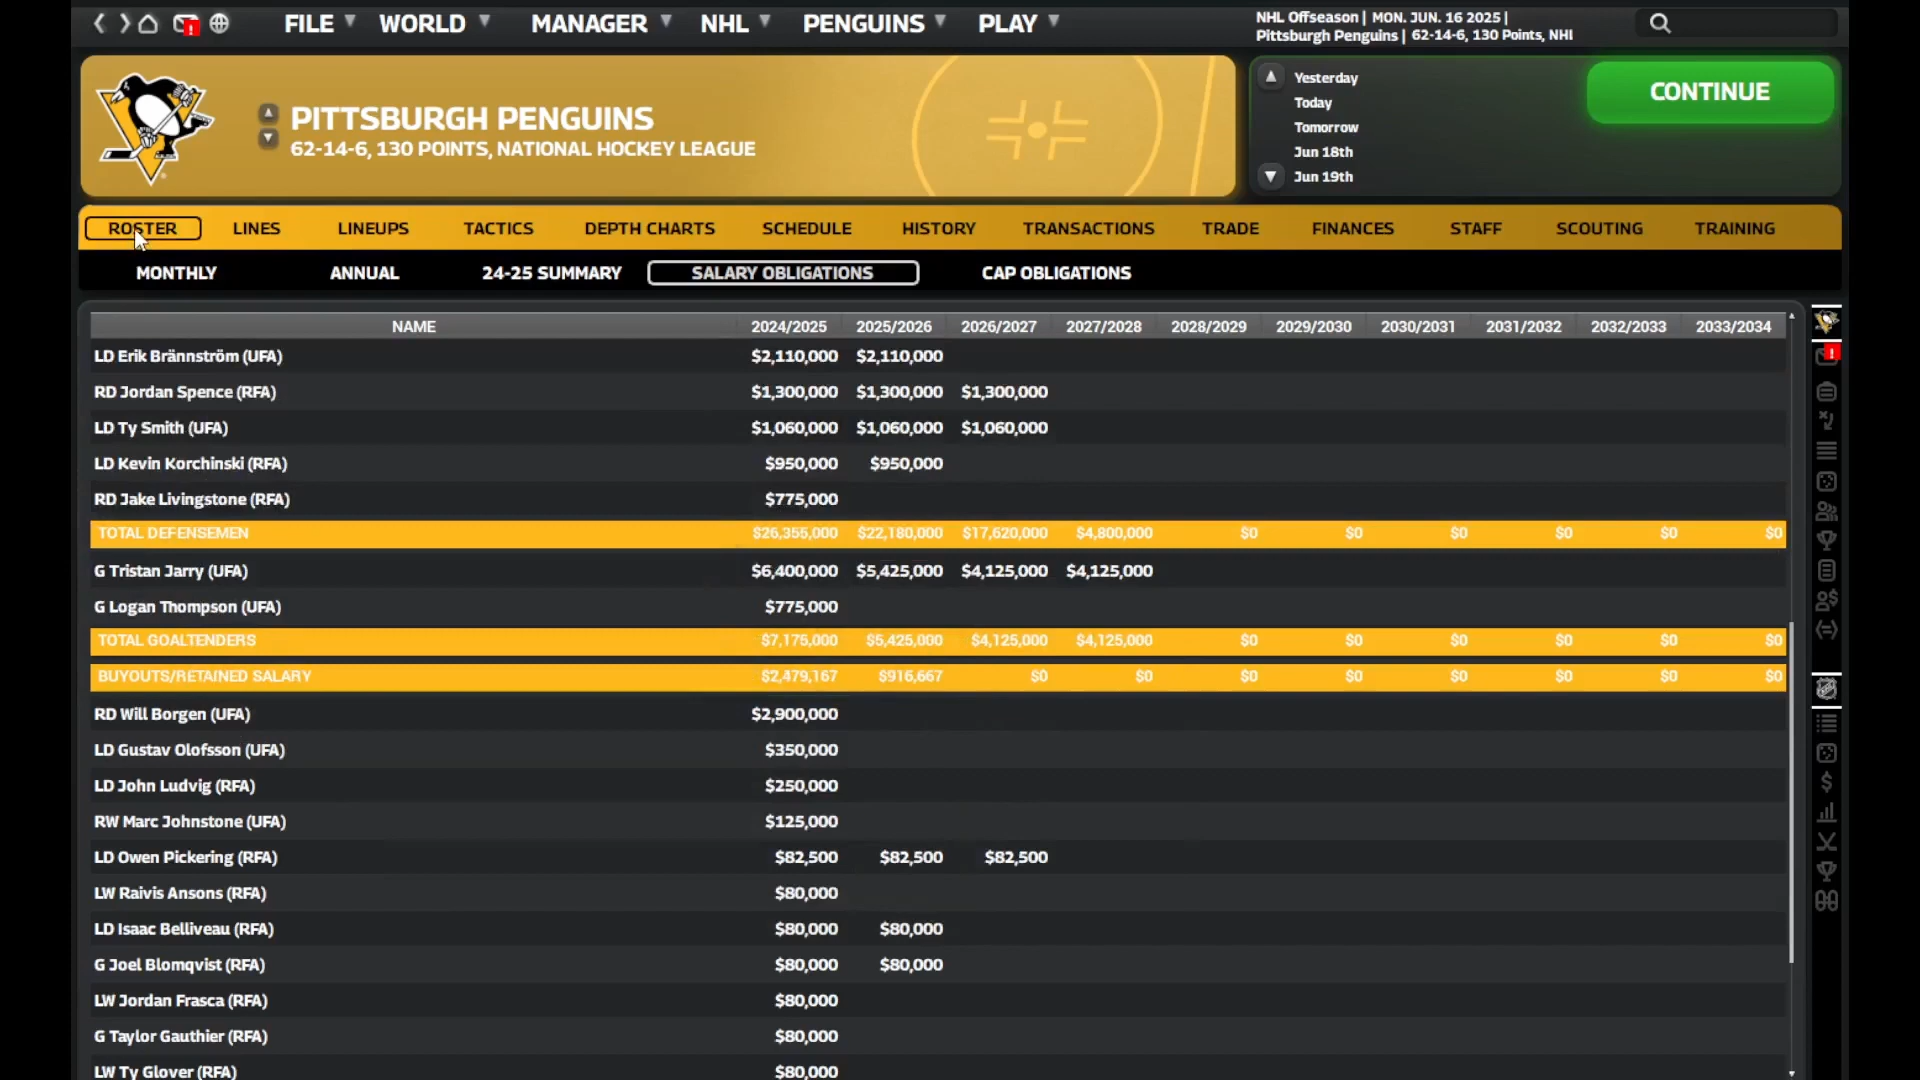 FILE WORLD MANAGER NHL PENGUINS PLAY
NHL Offseason | MON. JUN. 16 2025 |
Pittsburgh Penguins | 62-14-6, 130 Points, NHI
PITTSBURGH PENGUINS
62-14-6, 130 POINTS, NATIONAL HOCKEY LEAGUE
Yesterday
Today
Tomorrow
Jun 18th
Jun 19th
CONTINUE
ROSTER LINES LINEUPS TACTICS DEPTH CHARTS SCHEDULE HISTORY TRANSACTIONS TRADE FINANCES STAFF SCOUTING TRAINING
MONTHLY ANNUAL 24-25 SUMMARY SALARY OBLIGATIONS CAP OBLIGATIONS
NAME 2024/2025 2025/2026 2026/2027 2027/2028 2028/2029 2029/2030 2030/2031 2031/2032 2032/2033 2033/2034
LD Erik Brännström (UFA) $2,110,000 $2,110,000
RD Jordan Spence (RFA) $1,300,000 $1,300,000 $1,300,000
LD Ty Smith (UFA) $1,060,000 $1,060,000 $1,060,000
LD Kevin Korchinski (RFA) $950,000 $950,000
RD Jake Livingstone (RFA) $775,000
TOTAL DEFENSEMEN $26,355,000 $22,180,000 $17,620,000 $4,800,000 $0 $0 $0 $0 $0 $0
G Tristan Jarry (UFA) $6,400,000 $5,425,000 $4,125,000 $4,125,000
G Logan Thompson (UFA) $775,000
TOTAL GOALTENDERS $7,175,000 $5,425,000 $4,125,000 $4,125,000 $0 $0 $0 $0 $0 $0
BUYOUTS/RETAINED SALARY $2,479,167 $916,667 $0 $0 $0 $0 $0 $0 $0 $0
RD Will Borgen (UFA) $2,900,000
LD Gustav Olofsson (UFA) $350,000
LD John Ludvig (RFA) $250,000
RW Marc Johnstone (UFA) $125,000
LD Owen Pickering (RFA) $82,500 $82,500 $82,500
LW Raivis Ansons (RFA) $80,000
LD Isaac Belliveau (RFA) $80,000 $80,000
G Joel Blomqvist (RFA) $80,000 $80,000
LW Jordan Frasca (RFA) $80,000
G Taylor Gauthier (RFA) $80,000
LW Ty Glover (RFA) $80,000